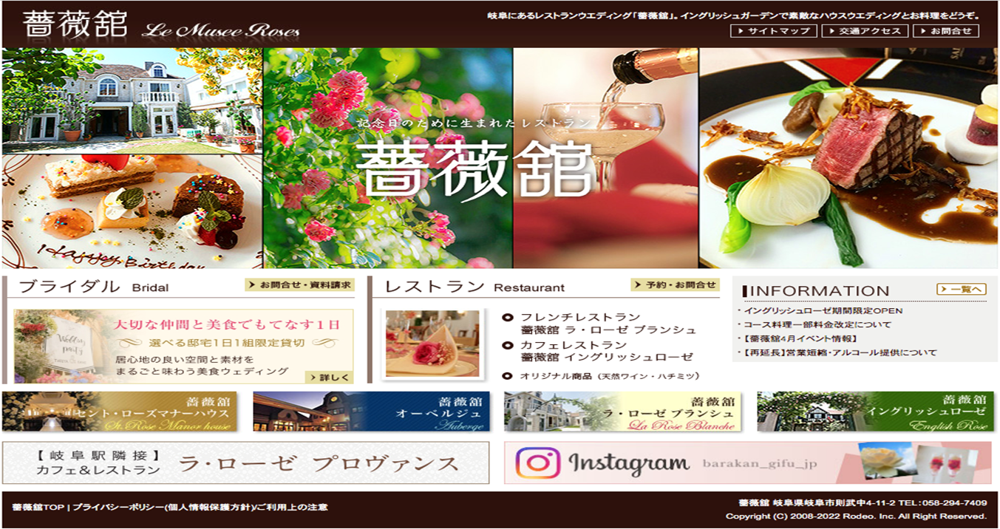 薔薇舘 Le Musee Roses
岐阜にあるレストランウエディング「薔薇舘」。イングリッシュガーデンで素敵なハウスウエディングとお料理をどうぞ。
サイトマップ 交通アクセス お問合せ
記念日のために生まれたレストラン
薔薇舘
Happy Birthday
ブライダル Bridal
お問合せ・資料請求
Wedding
party
大切な仲間と美食でもてなす1日
選べる邸宅1日1組限定貸切
居心地の良い空間と素材を
まるごと味わう美食ウェディング
詳しく
レストラン Restaurant
予約・お問合せ
フレンチレストラン
薔薇舘 ラ・ローゼ ブランシュ
カフェレストラン
薔薇舘 イングリッシュローゼ
オリジナル商品（天然ワイン・ハチミツ）
INFORMATION
一覧へ
・イングリッシュローゼ期間限定OPEN
・コース料理一部料金改定について
・【薔薇舘4月イベント情報】
・【再延長】営業短縮・アルコール提供について
薔薇舘
セント・ローズマナーハウス
St. Rose Manor house
薔薇舘
オーベルジュ
Auberge
薔薇舘
ラ・ローゼ ブランシュ
La Rose Blanche
薔薇舘
イングリッシュローゼ
English Rose
【岐阜駅隣接】
カフェ＆レストラン
ラ・ローゼ プロヴァンス
Instagram barakan_gifu_jp
薔薇舘TOP | プライバシーポリシー(個人情報保護方針)/ご利用上の注意
薔薇舘 岐阜県岐阜市則武中4-11-2 TEL：058-294-7409
Copyright (C) 2008-2022 Rodeo. Inc. All Right Reserved.